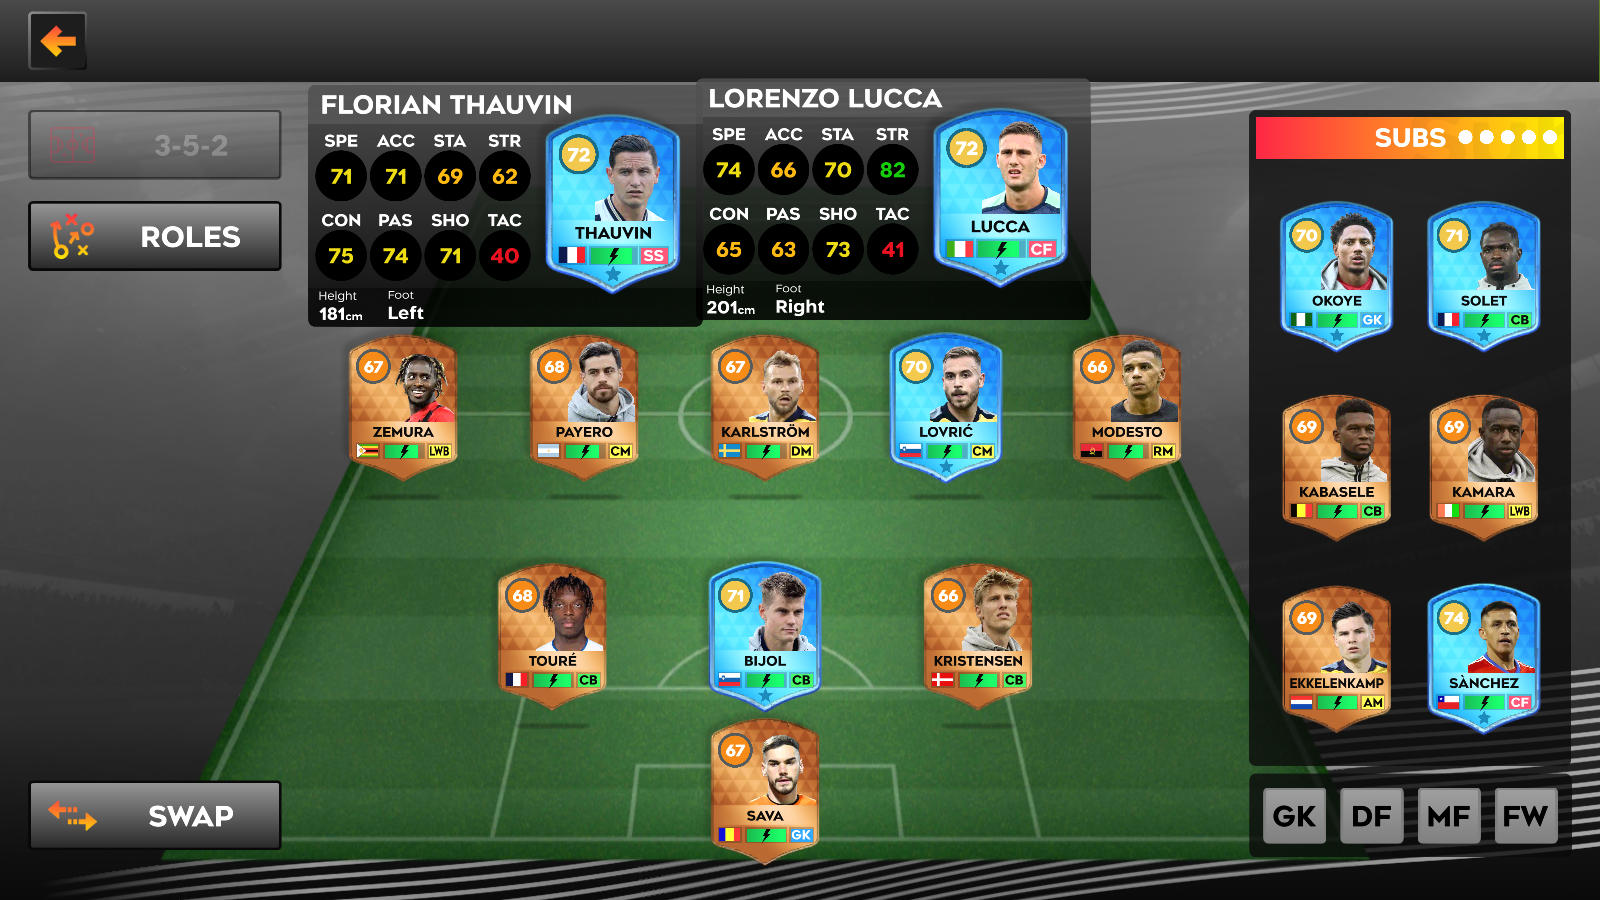 3-5-2
ROLES
SWAP
FLORIAN THAUVIN
SPE ACC STA STR
71 71 69 62
CON PAS SHO TAC
75 74 71 40
Height Foot
181cm Left
72
THAUVIN
SS
LORENZO LUCCA
SPE ACC STA STR
74 66 70 82
CON PAS SHO TAC
65 63 73 41
Height Foot
201cm Right
72
LUCCA
CF
67
ZEMURA
LWB
68
PAYERO
CM
67
KARLSTRÖM
DM
70
LOVRIĆ
CM
66
MODESTO
RM
68
TOURÉ
CB
71
BIJOL
CB
66
KRISTENSEN
CB
67
SAVA
GK
SUBS
70
OKOYE
GK
71
SOLET
CB
69
KABASELE
CB
69
KAMARA
LWB
69
EKKELENKAMP
AM
74
SÀNCHEZ
CF
GK DF MF FW